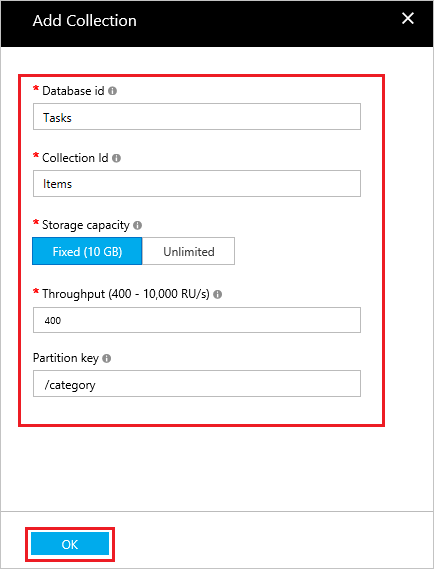 Add Collection
* Database id
Tasks
* Collection Id
Items
* Storage capacity
Fixed (10 GB) Unlimited
* Throughput (400 - 10,000 RU/s)
400
Partition key
/category
OK